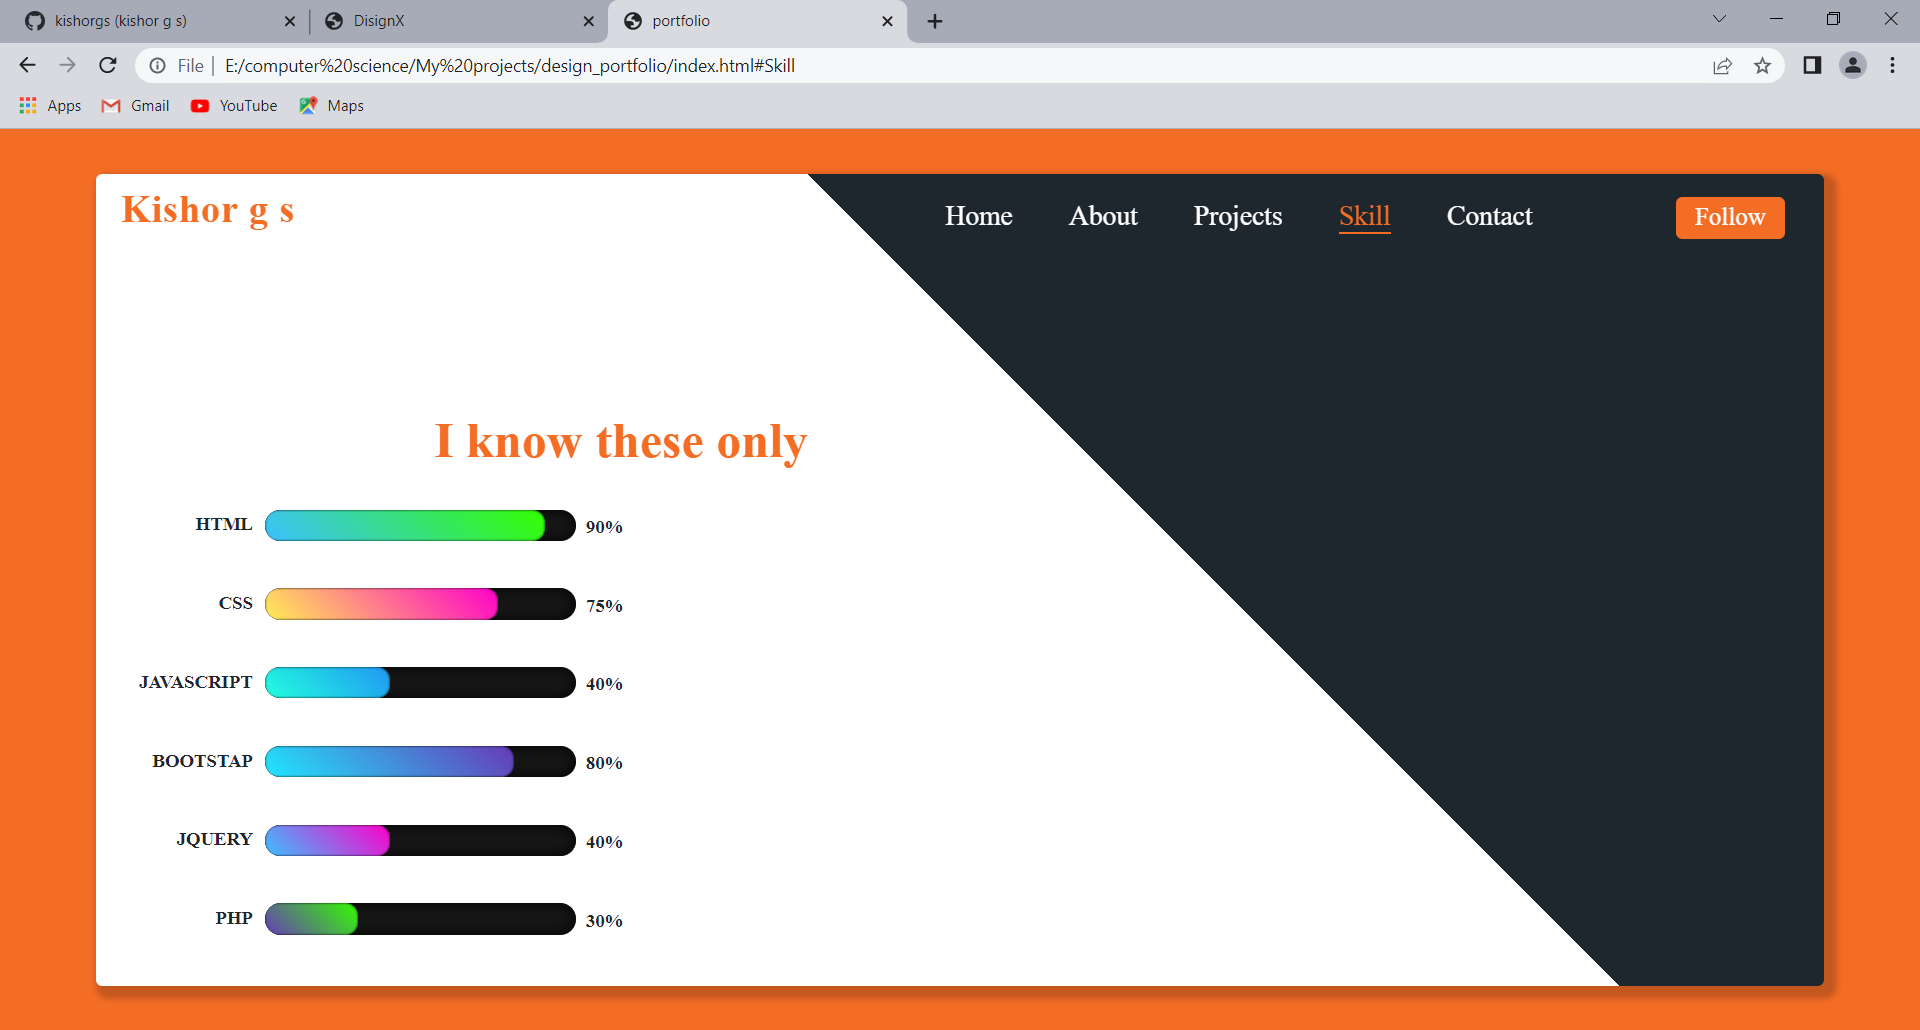 kishorgs (kishor g s)
DisignX
portfolio
File
E:/computer%20science/My%20projects/design_portfolio/index.html#Skill
Apps
Gmail
YouTube
Maps
Kishor g s
Home
About
Projects
Skill
Contact
Follow
I know these only
HTML 90%
CSS 75%
JAVASCRIPT 40%
BOOTSTAP 80%
JQUERY 40%
PHP 30%